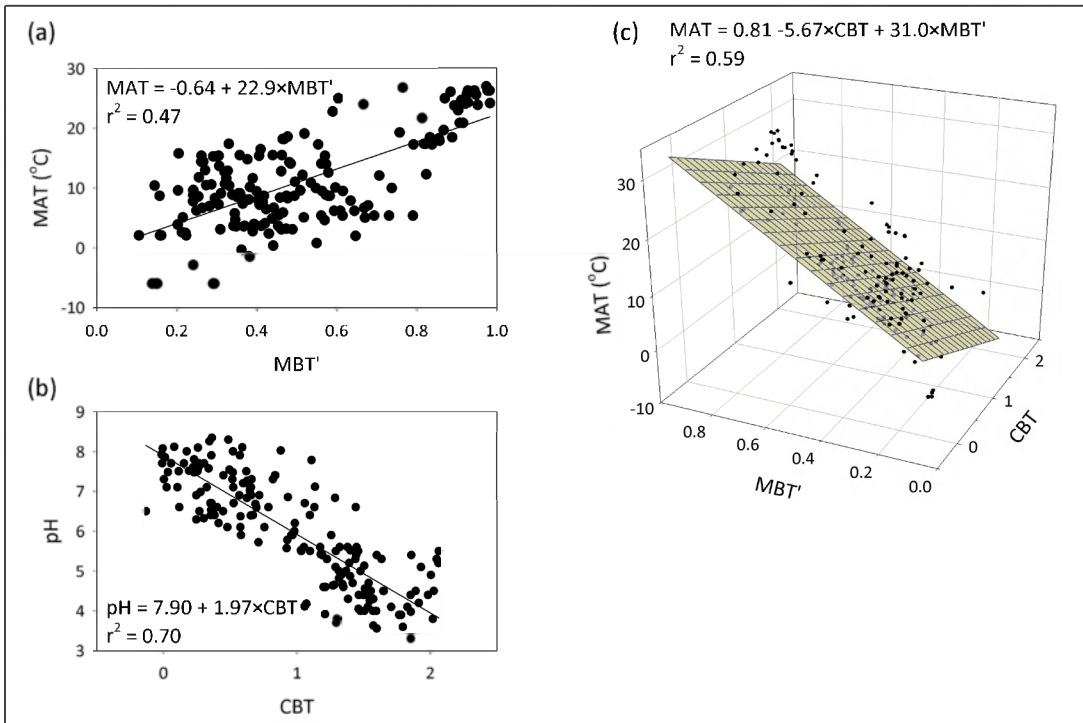 (a)
MAT = -0.64 + 22.9×MBT'
r² = 0.47
30
20
10
0
-10
MAT (°C)
0.0 0.2 0.4 0.6 0.8 1.0
MBT'
(b)
9
8
7
6
5
4
3
pH
pH = 7.90 + 1.97×CBT
r² = 0.70
0 1 2
CBT
(c)
MAT = 0.81 -5.67×CBT + 31.0×MBT'
r² = 0.59
30
20
10
0
-10
MAT (°C)
0.8 0.6 0.4 0.2 0.0
MBT'
2
1
0
CBT